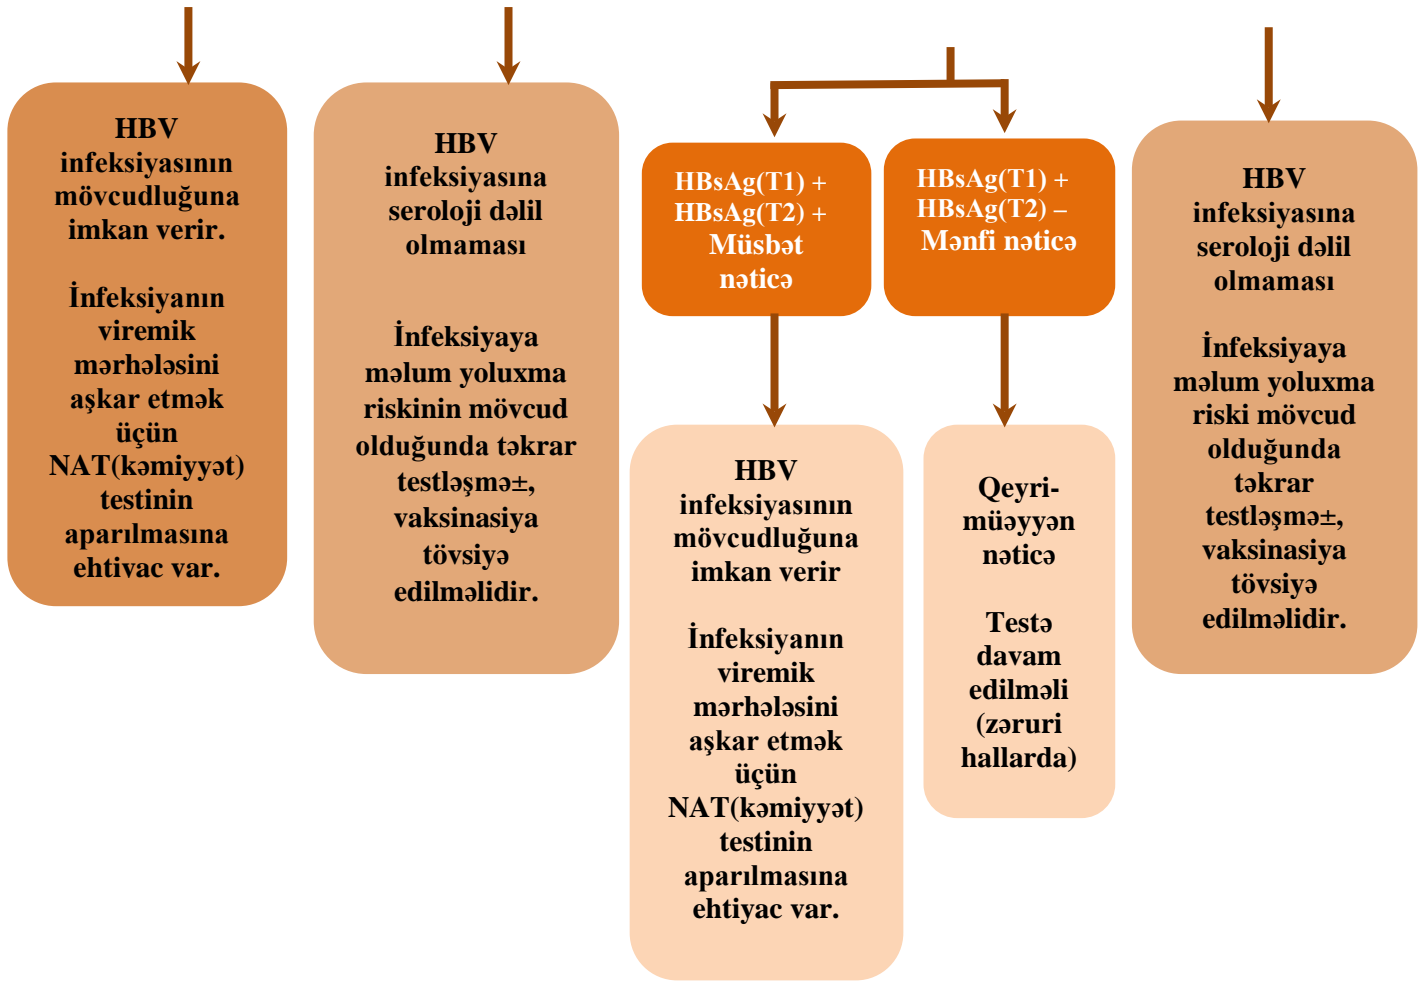 HBV
infeksiyasının
mövcudluğuna
imkan verir.
İnfeksiyanın
viremik
mərhələsini
aşkar etmək
üçün
NAT(kəmiyyət)
testinin
aparılmasına
ehtivac var.
HBV
infeksiyasına
seroloji dəlil
olmaması
İnfeksiyaya
məlum yoluxma
riskinin mövcud
olduğunda təkrar
testləşmə±,
vaksinasiya
tövsiyə
edilməlidir.
HBsAg(T1) +
HBsAg(T2) +
Müsbət
nəticə
HBV
infeksiyasının
mövcudluğuna
imkan verir
İnfeksiyanın
viremik
mərhələsini
aşkar etmək
üçün
NAT(kəmiyyət)
testinin
aparılmasına
ehtiyac var.
HBsAg(T1) +
HBsAg(T2) –
Mənfi nəticə
Qeyri-
müəyyən
nəticə
Testə
davam
edilməli
(zəruri
hallarda)
HBV
infeksiyasına
seroloji dəlil
olmaması
İnfeksiyaya
məlum yoluxma
riski mövcud
olduğunda
təkrar
testləşmə±,
vaksinasiya
tövsiyə
edilməlidir.